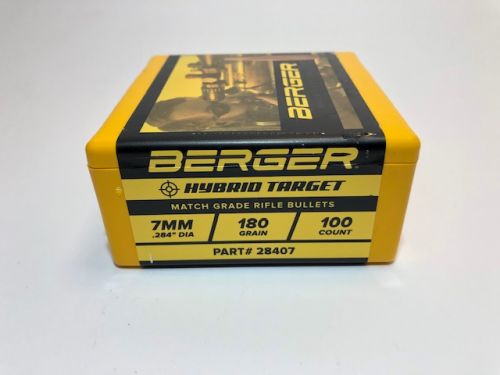 BERGER
BERGER
HYBRID TARGET
MATCH GRADE RIFLE BULLETS
7MM 180 100
.284" DIA GRAIN COUNT
PART# 28407